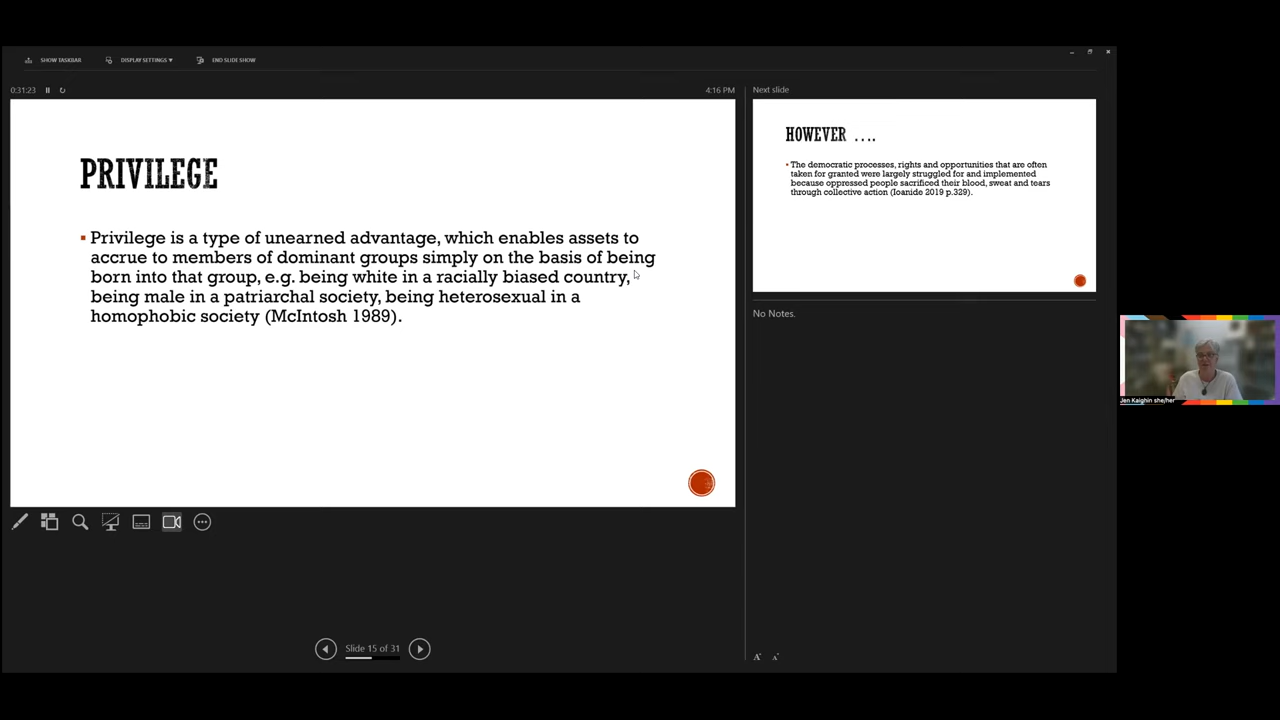 SHOW TASKBAR
DISPLAY SETTINGS ▼
END SLIDE SHOW
0:31:23
4:16 PM
PRIVILEGE
▪ Privilege is a type of unearned advantage, which enables assets to
accrue to members of dominant groups simply on the basis of being
born into that group, e.g. being white in a racially biased country,
being male in a patriarchal society, being heterosexual in a
homophobic society (McIntosh 1989).
Slide 15 of 31
Next slide
HOWEVER ….
▪ The democratic processes, rights and opportunities that are often
taken for granted were largely struggled for and implemented
because oppressed people sacrificed their blood, sweat and tears
through collective action (Ioanide 2019 p.329).
No Notes.
A A
Jen Kaighin she/her